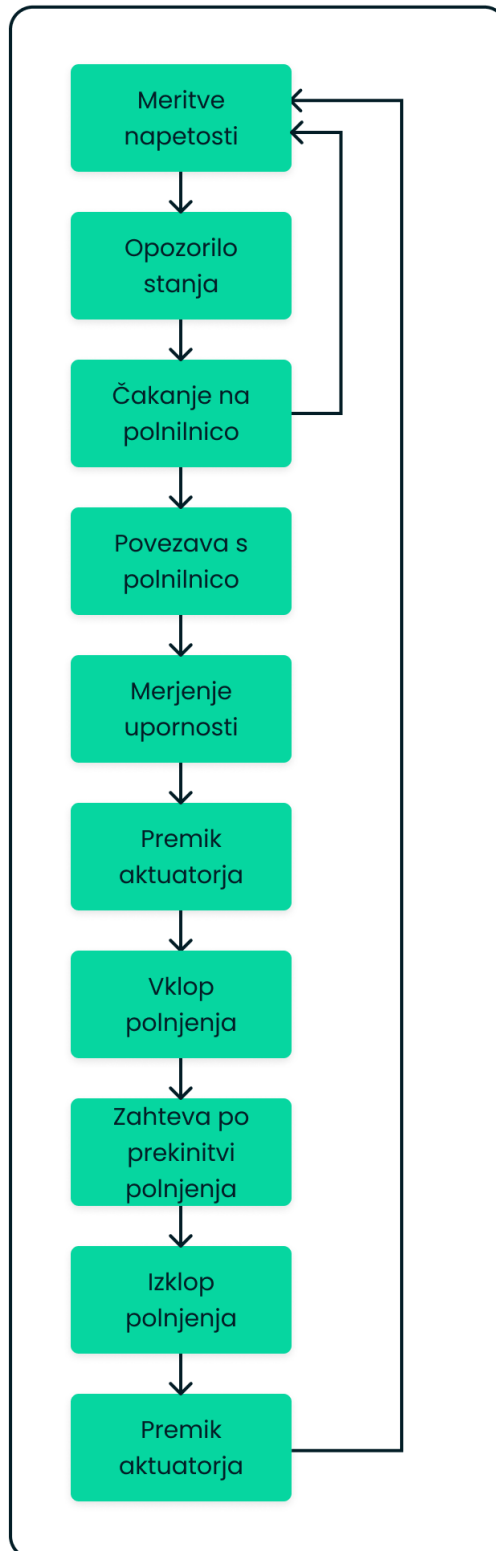 Meritve
napetosti
Opozorilo
stanja
Čakanje na
polnilnico
Povezava s
polnilnico
Merjenje
upornosti
Premik
aktuatorja
Vklop
polnjenja
Zahteva po
prekinitvi
polnjenja
Izklop
polnjenja
Premik
aktuatorja